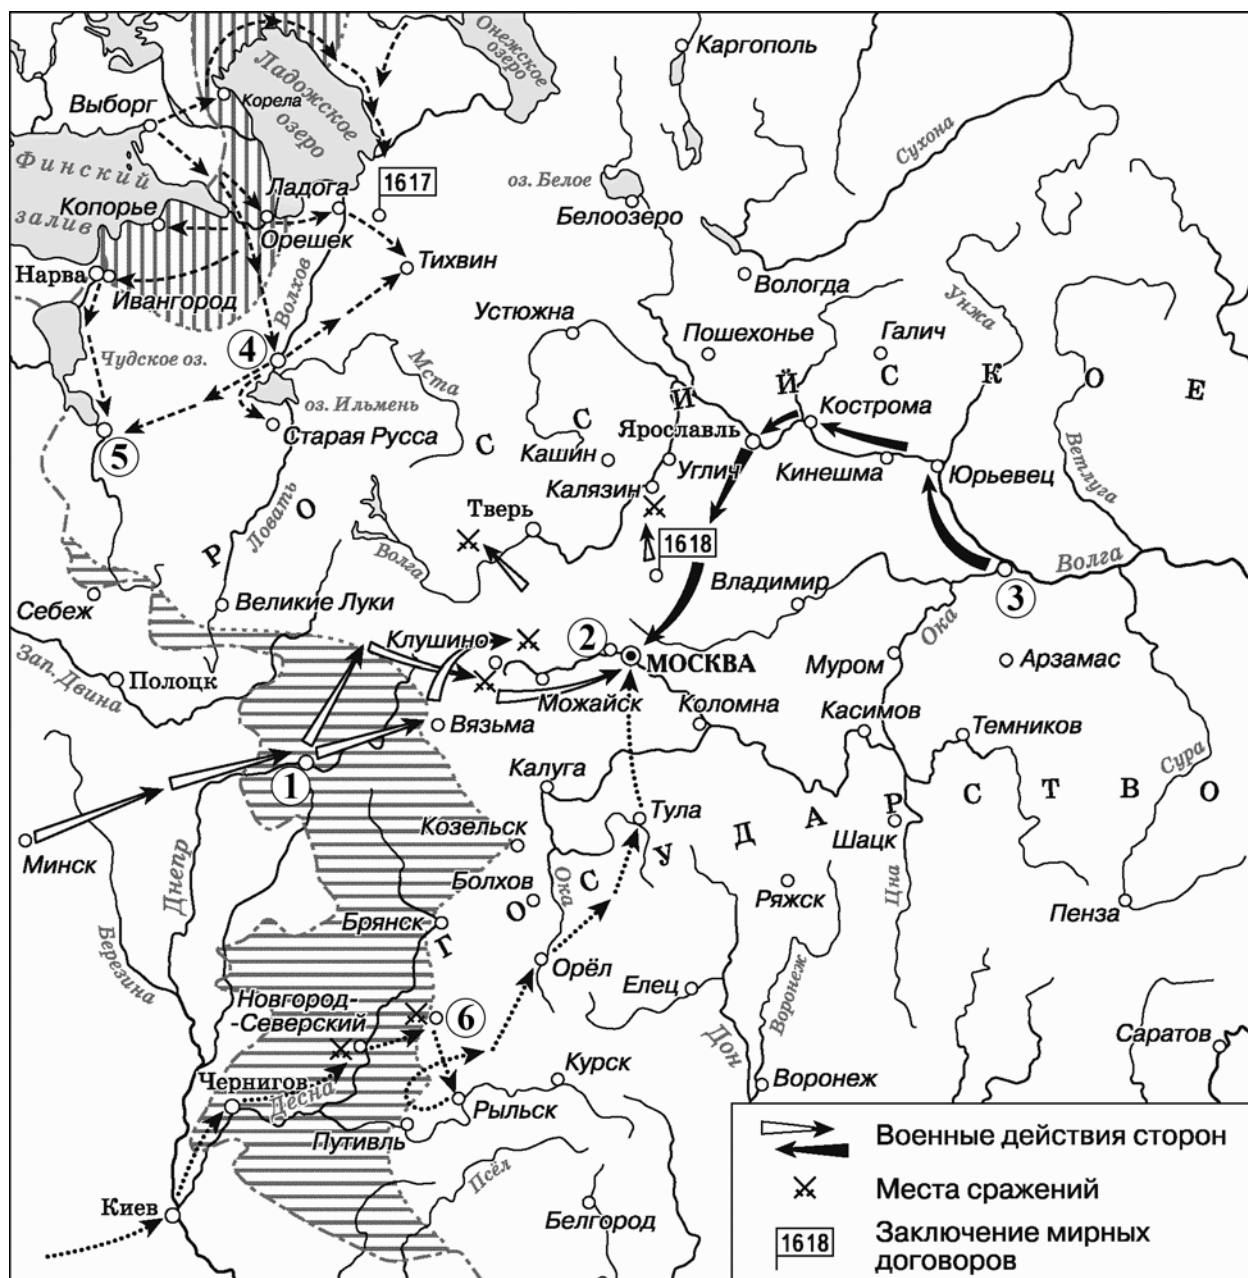 Каргополь
Онежское
озеро
Ладожское
озеро
Корела
Выборг
Финский
залив
Сухона
1617
оз. Белое
Белоозеро
Ладога
Копорье
Орешек
Тихвин
Нарва
Ивангород
Волхов
Вологда
Унжа
Устюжна
Пошехонье
Галич
4
Чудское оз.
Мста
оз. Ильмень
Старая Русса
5
РОССИЙСКОЕ
Кострома
Ярославль
Кашин
Углич
Кинешма
Юрьевец
Ветлуга
Калязин
Ловать
Тверь
Волга
1618
Владимир
Волга
3
Себеж
Великие Луки
Клушино
2
МОСКВА
Ока
Муром
Арзамас
Зап. Двина
Полоцк
Можайск
Коломна
Касимов
Темников
Вязьма
1
Калуга
Сура
ГОСУДАРСТВО
Минск
Днепр
Козельск
Тула
Шацк
Болхов
Ока
Ряжск
Цна
Пенза
Брянск
Березина
Орёл
Елец
Воронеж
Новгород-
-Северский
6
Дон
Саратов
Чернигов
Десна
Курск
Воронеж
Рыльск
Путивль
Псёл
Киев
Белгород
Военные действия сторон
Места сражений
1618
Заключение мирных
договоров